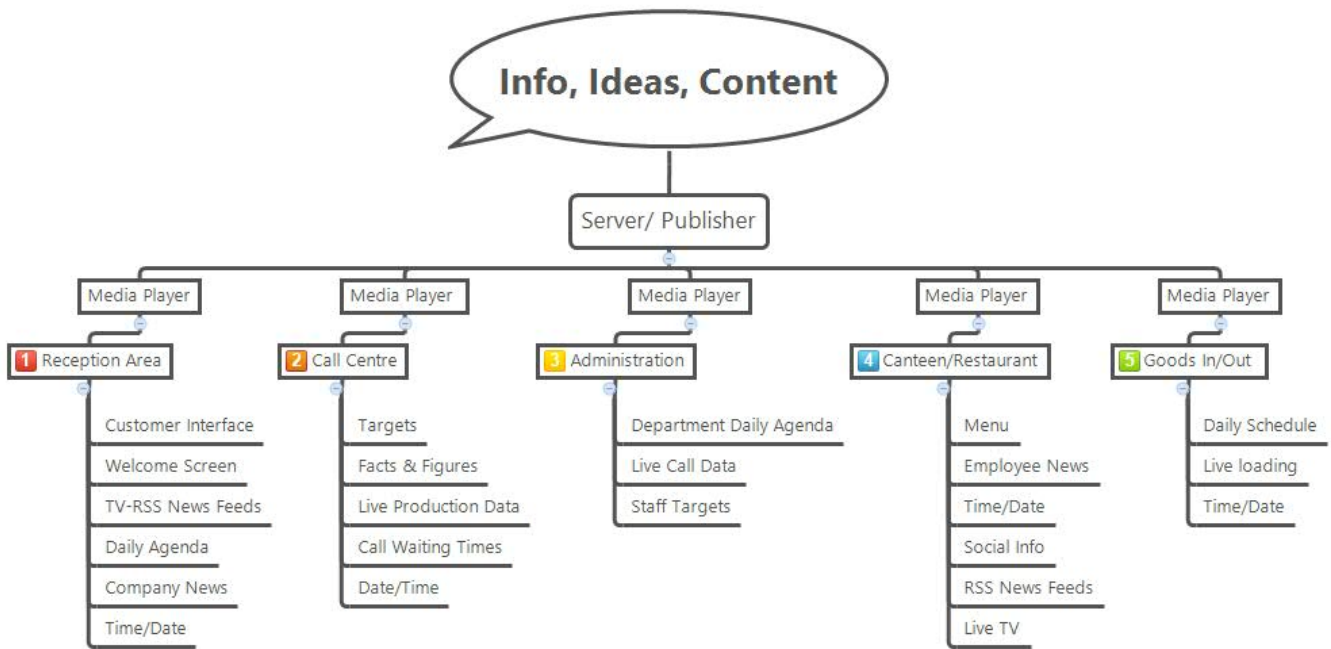 Info, Ideas, Content
Server/ Publisher
Media Player
Media Player
Media Player
Media Player
Media Player
1 Reception Area
2 Call Centre
3 Administration
4 Canteen/Restaurant
5 Goods In/Out
Customer Interface
Welcome Screen
TV-RSS News Feeds
Daily Agenda
Company News
Time/Date
Targets
Facts & Figures
Live Production Data
Call Waiting Times
Date/Time
Department Daily Agenda
Live Call Data
Staff Targets
Menu
Employee News
Time/Date
Social Info
RSS News Feeds
Live TV
Daily Schedule
Live loading
Time/Date